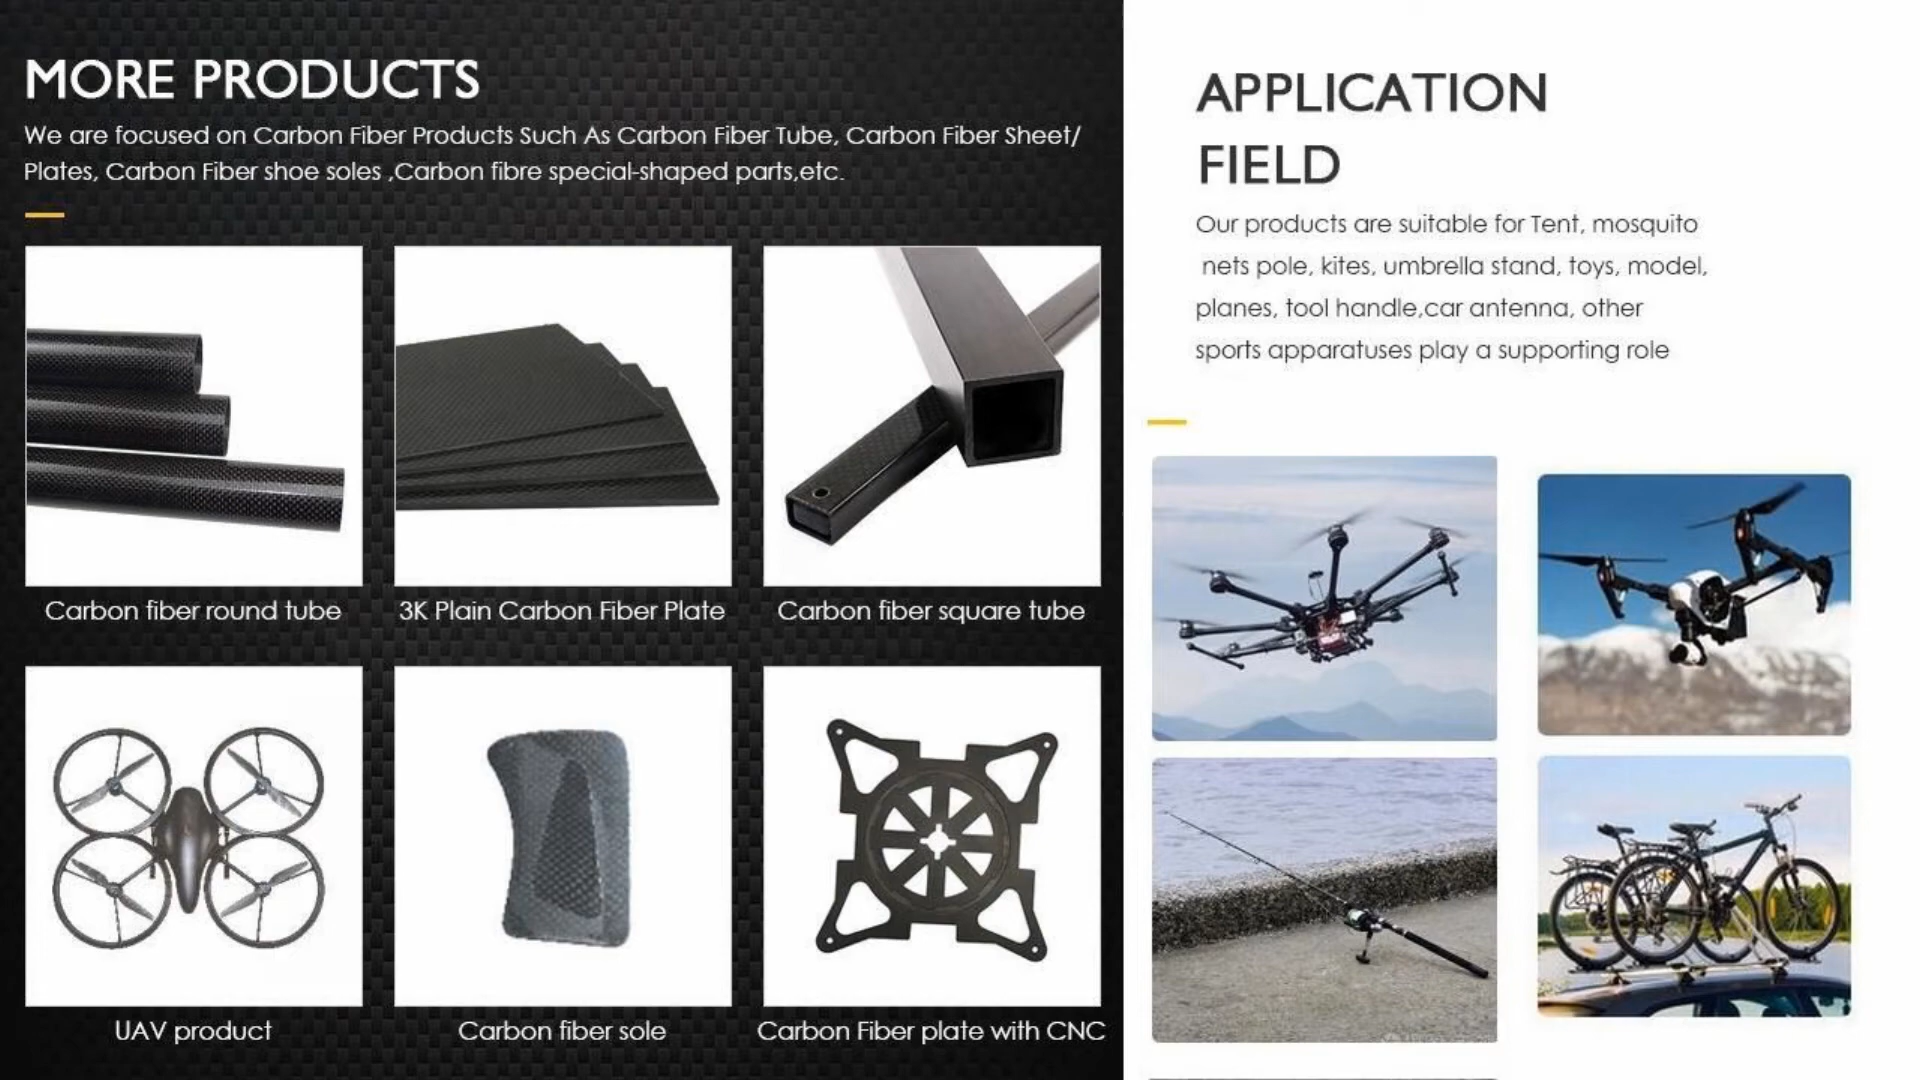 MORE PRODUCTS
We are focused on Carbon Fiber Products Such As Carbon Fiber Tube, Carbon Fiber Sheet/
Plates, Carbon Fiber shoe soles ,Carbon fibre special-shaped parts,etc.
Carbon fiber round tube
3K Plain Carbon Fiber Plate
Carbon fiber square tube
UAV product
Carbon fiber sole
Carbon Fiber plate with CNC
APPLICATION
FIELD
Our products are suitable for Tent, mosquito
nets pole, kites, umbrella stand, toys, model,
planes, tool handle,car antenna, other
sports apparatuses play a supporting role